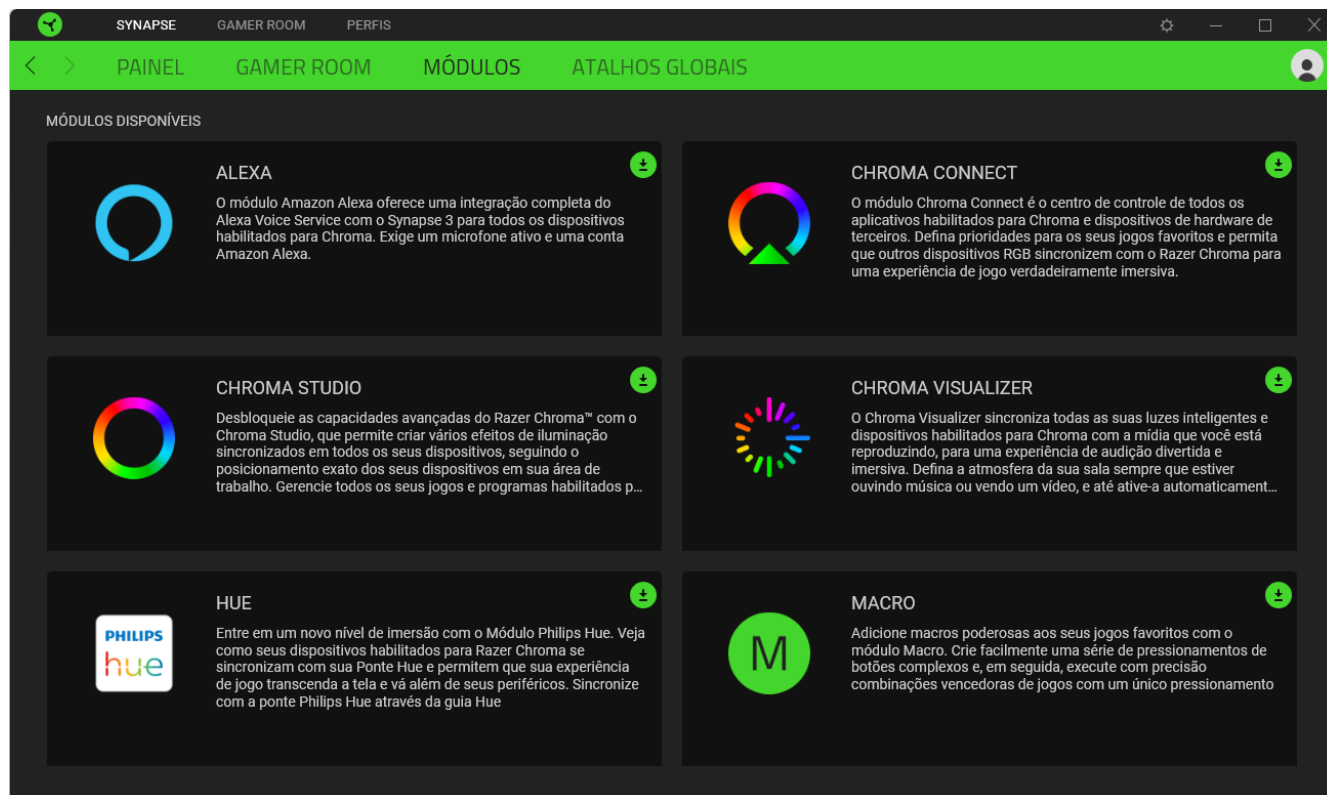 SYNAPSE GAMER ROOM PERFIS
PAINEL GAMER ROOM MÓDULOS ATALHOS GLOBAIS
MÓDULOS DISPONÍVEIS
ALEXA
O módulo Amazon Alexa oferece uma integração completa do
Alexa Voice Service com o Synapse 3 para todos os dispositivos
habilitados para Chroma. Exige um microfone ativo e uma conta
Amazon Alexa.
CHROMA CONNECT
O módulo Chroma Connect é o centro de controle de todos os
aplicativos habilitados para Chroma e dispositivos de hardware de
terceiros. Defina prioridades para os seus jogos favoritos e permita
que outros dispositivos RGB sincronizem com o Razer Chroma para
uma experiência de jogo verdadeiramente imersiva.
CHROMA STUDIO
Desbloqueie as capacidades avançadas do Razer Chroma™ com o
Chroma Studio, que permite criar vários efeitos de iluminação
sincronizados em todos os seus dispositivos, seguindo o
posicionamento exato dos seus dispositivos em sua área de
trabalho. Gerencie todos os seus jogos e programas habilitados p...
CHROMA VISUALIZER
O Chroma Visualizer sincroniza todas as suas luzes inteligentes e
dispositivos habilitados para Chroma com a mídia que você está
reproduzindo, para uma experiência de audição divertida e
imersiva. Defina a atmosfera da sua sala sempre que estiver
ouvindo música ou vendo um vídeo, e até ative-a automaticament...
PHILIPS
hue
HUE
Entre em um novo nível de imersão com o Módulo Philips Hue. Veja
como seus dispositivos habilitados para Razer Chroma se
sincronizam com sua Ponte Hue e permitem que sua experiência
de jogo transcenda a tela e vá além de seus periféricos. Sincronize
com a ponte Philips Hue através da guia Hue
M
MACRO
Adicione macros poderosas aos seus jogos favoritos com o
módulo Macro. Crie facilmente uma série de pressionamentos de
botões complexos e, em seguida, execute com precisão
combinações vencedoras de jogos com um único pressionamento